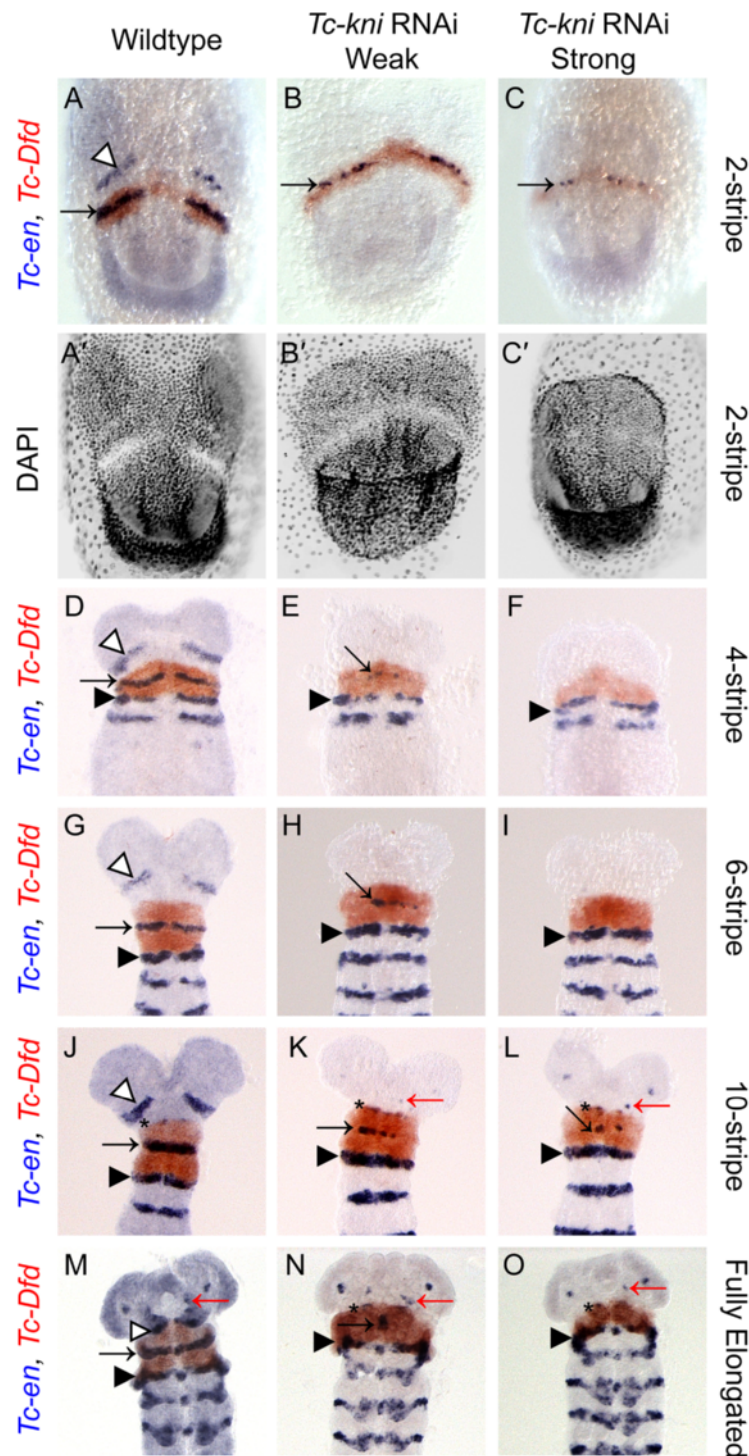 Wildtype
Tc-kni RNAi
Weak
Tc-kni RNAi
Strong
Tc-en, Tc-Dfd
A
B
C
2-stripe
DAPI
A′
B′
C′
2-stripe
Tc-en, Tc-Dfd
D
E
F
4-stripe
Tc-en, Tc-Dfd
G
H
I
6-stripe
Tc-en, Tc-Dfd
J
*
K
*
L
*
10-stripe
Tc-en, Tc-Dfd
M
N
*
O
*
Fully Elongated